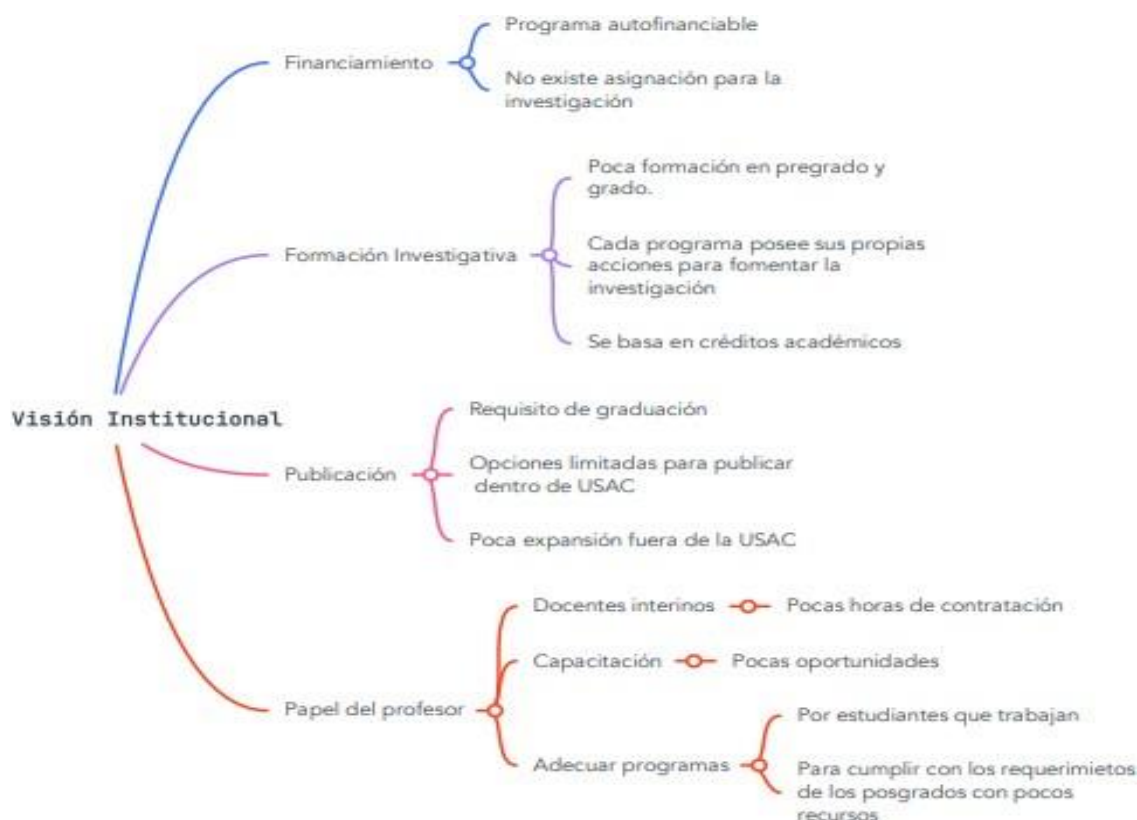 Programa autofinanciable
Financiamiento
No existe asignación para la
investigación
Poca formación en pregrado y
grado.
Formación Investigativa
Cada programa posee sus propias
acciones para fomentar la
investigación
Se basa en créditos académicos
Visión Institucional
Requisito de graduación
Publicación
Opciones limitadas para publicar
dentro de USAC
Poca expansión fuera de la USAC
Docentes interinos
Pocas horas de contratación
Capacitación
Pocas oportunidades
Papel del profesor
Adecuar programas
Por estudiantes que trabajan
Para cumplir con los requerimietos
de los posgrados con pocos
recursos